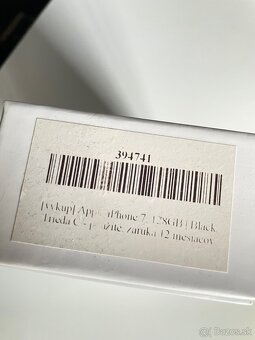 394741
[výkup] Apple iPhone 7 128GB | Black
Trieda C - použité, záruka 12 mesiacov
bazos.sk